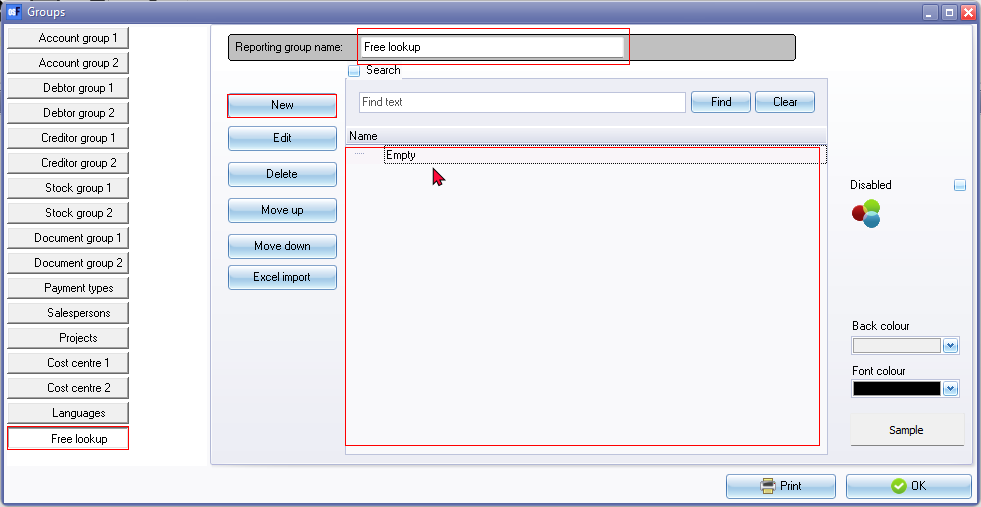 Groups
Account group 1
Account group 2
Debtor group 1
Debtor group 2
Creditor group 1
Creditor group 2
Stock group 1
Stock group 2
Document group 1
Document group 2
Payment types
Salespersons
Projects
Cost centre 1
Cost centre 2
Languages
Free lookup
Reporting group name: Free lookup
Search
New
Edit
Delete
Move up
Move down
Excel import
Find text Find Clear
Name
Empty
Disabled
Back colour
Font colour
Sample
Print OK